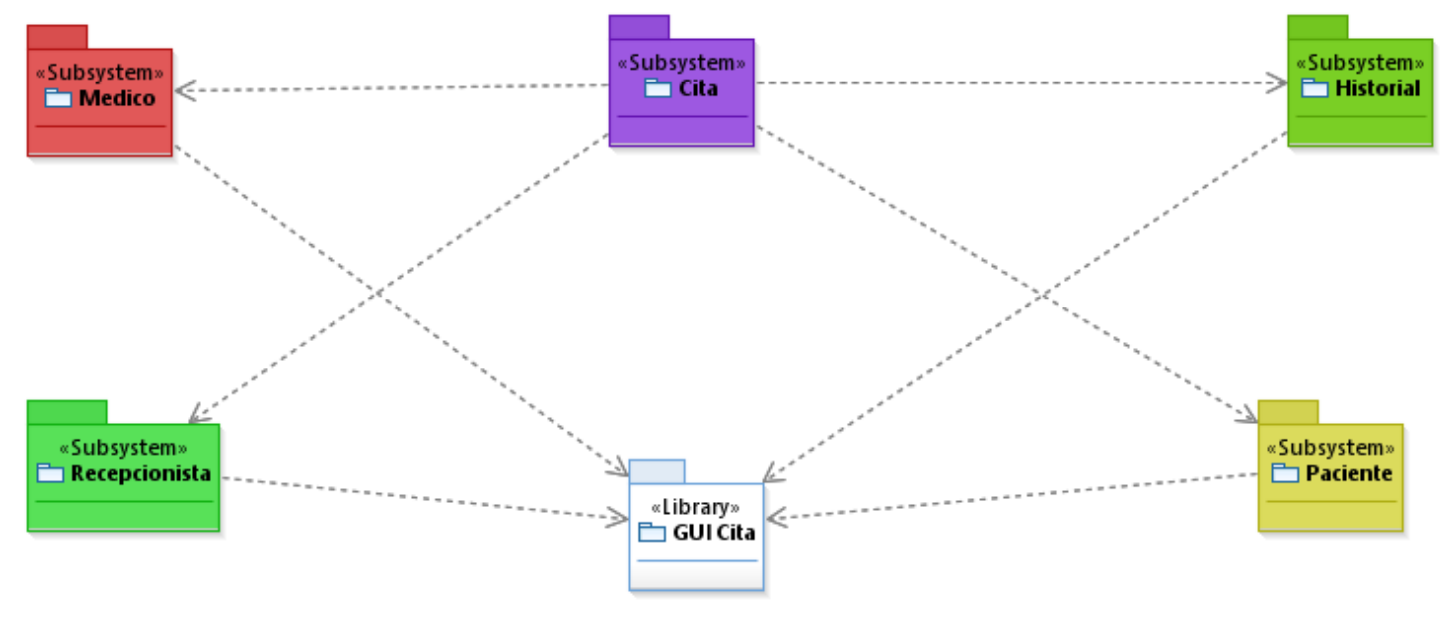 «Subsystem»
Medico
«Subsystem»
Cita
«Subsystem»
Historial
«Subsystem»
Recepcionista
«Library»
GUI Cita
«Subsystem»
Paciente